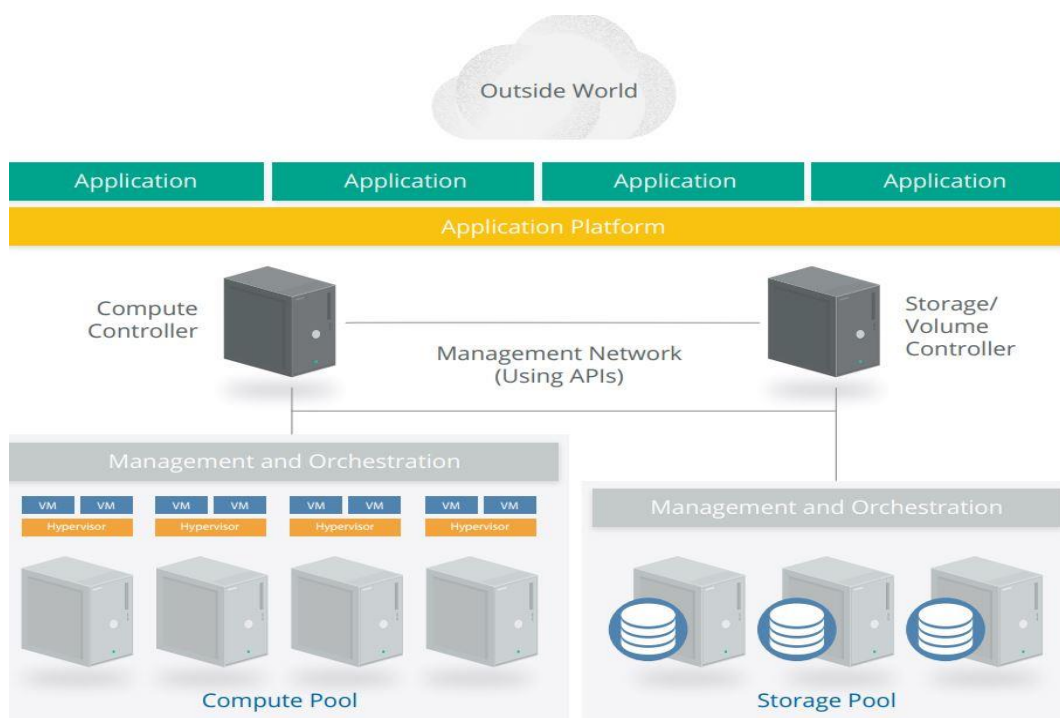 Outside World
Application Application Application Application
Application Platform
Compute
Controller
Storage/
Volume
Controller
Management Network
(Using APIs)
Management and Orchestration
VM VM VM VM VM VM VM VM
Hypervisor Hypervisor Hypervisor Hypervisor
Compute Pool
Management and Orchestration
Storage Pool